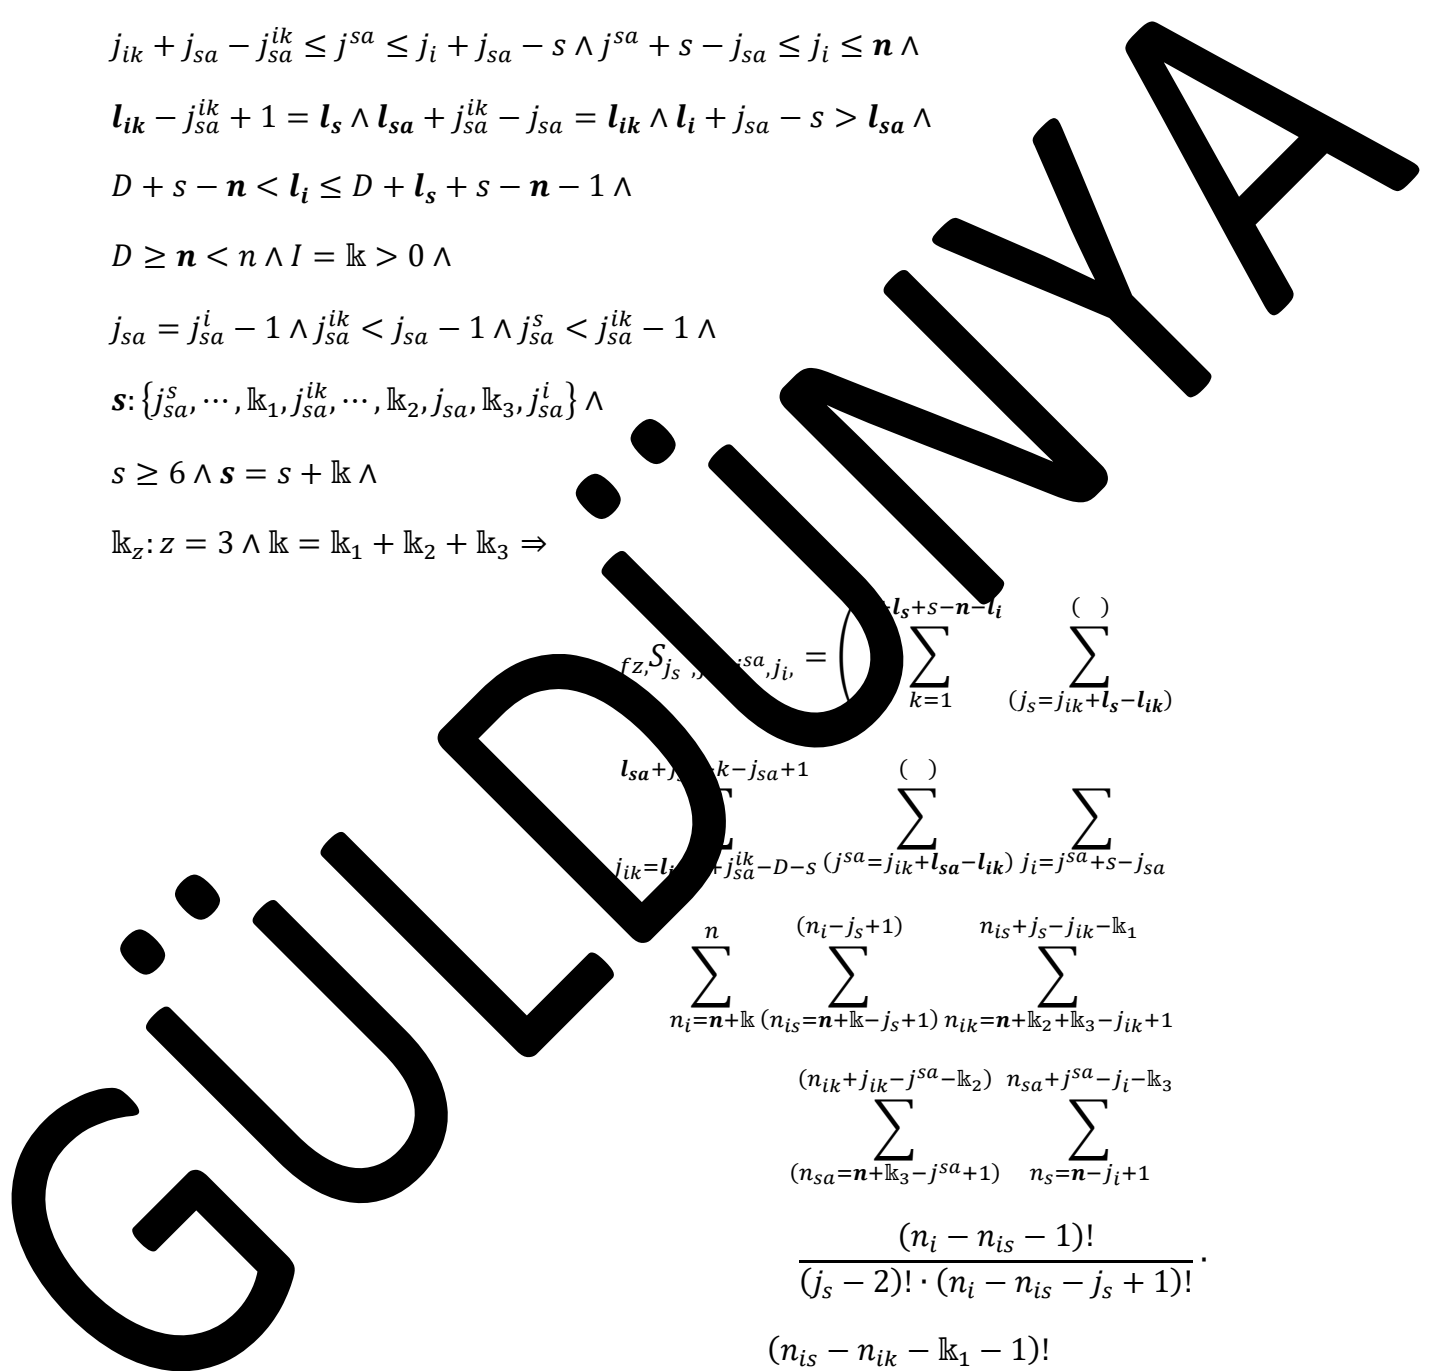 j_{ik} + j_{sa} − j_{sa}^{ik} ≤ j^{sa} ≤ j_i + j_{sa} − s ∧ j^{sa} + s − j_{sa} ≤ j_i ≤ n ∧
l_{ik} − j_{sa}^{ik} + 1 = l_s ∧ l_{sa} + j_{sa}^{ik} − j_{sa} = l_{ik} ∧ l_i + j_{sa} − s > l_{sa} ∧
D + s − n < l_i ≤ D + l_s + s − n − 1 ∧
D ≥ n < n ∧ I = 𝕜 > 0 ∧
j_{sa} = j_{sa}^i − 1 ∧ j_{sa}^{ik} < j_{sa} − 1 ∧ j_{sa}^s < j_{sa}^{ik} − 1 ∧
s: {j_{sa}^s, ⋯ , 𝕜_1, j_{sa}^{ik}, ⋯ , 𝕜_2, j_{sa}, 𝕜_3, j_{sa}^i} ∧
s ≥ 6 ∧ s = s + 𝕜 ∧
𝕜_z: z = 3 ∧ 𝕜 = 𝕜_1 + 𝕜_2 + 𝕜_3 ⇒
l_s+s−n−l_i ( )
fz,S_{j_s ,j^{sa},j_i,} = ( ∑ ∑
k=1 (j_s=j_{ik}+l_s−l_{ik})
l_{sa}+ k−j_{sa}+1 ( )
∑ ∑ ∑
j_{ik}= +j_{sa}^{ik}−D−s (j^{sa}=j_{ik}+l_{sa}−l_{ik}) j_i=j^{sa}+s−j_{sa}
n (n_i−j_s+1) n_{is}+j_s−j_{ik}−𝕜_1
∑ ∑ ∑
n_i=n+𝕜 (n_{is}=n+𝕜−j_s+1) n_{ik}=n+𝕜_2+𝕜_3−j_{ik}+1
(n_{ik}+j_{ik}−j^{sa}−𝕜_2) n_{sa}+j^{sa}−j_i−𝕜_3
∑ ∑
(n_{sa}=n+𝕜_3−j^{sa}+1) n_s=n−j_i+1
(n_i − n_{is} − 1)!
(j_s − 2)! · (n_i − n_{is} − j_s + 1)! ·
(n_{is} − n_{ik} − 𝕜_1 − 1)!
GÜLDÜNYA